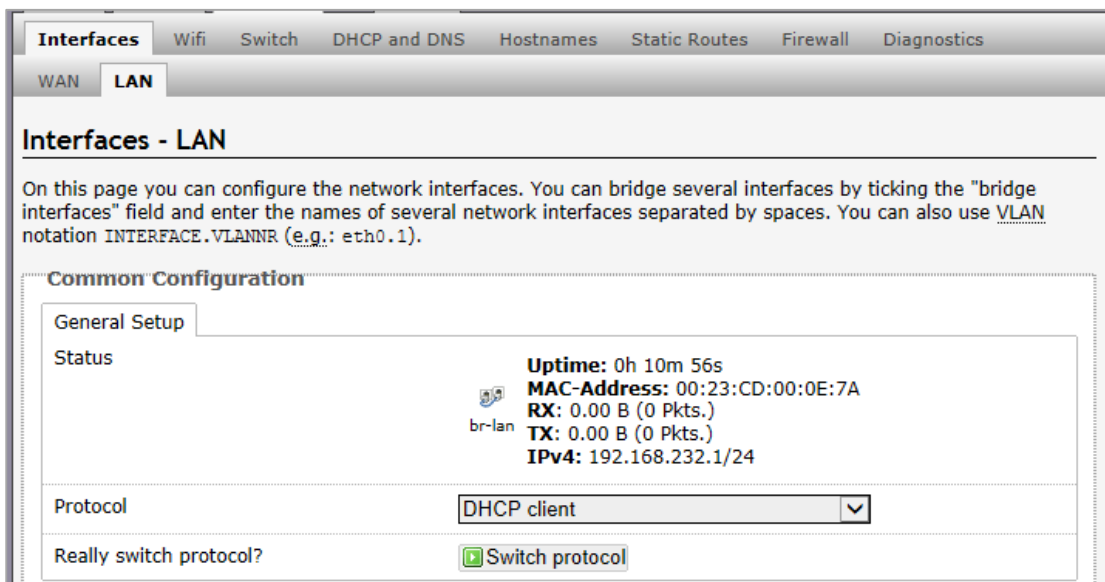 Interfaces Wifi Switch DHCP and DNS Hostnames Static Routes Firewall Diagnostics
WAN LAN
Interfaces - LAN
On this page you can configure the network interfaces. You can bridge several interfaces by ticking the "bridge
interfaces" field and enter the names of several network interfaces separated by spaces. You can also use VLAN
notation INTERFACE.VLANNR (e.g.: eth0.1).
Common Configuration
General Setup
Status
Uptime: 0h 10m 56s
MAC-Address: 00:23:CD:00:0E:7A
RX: 0.00 B (0 Pkts.)
br-lan
TX: 0.00 B (0 Pkts.)
IPv4: 192.168.232.1/24
Protocol DHCP client
Really switch protocol? Switch protocol